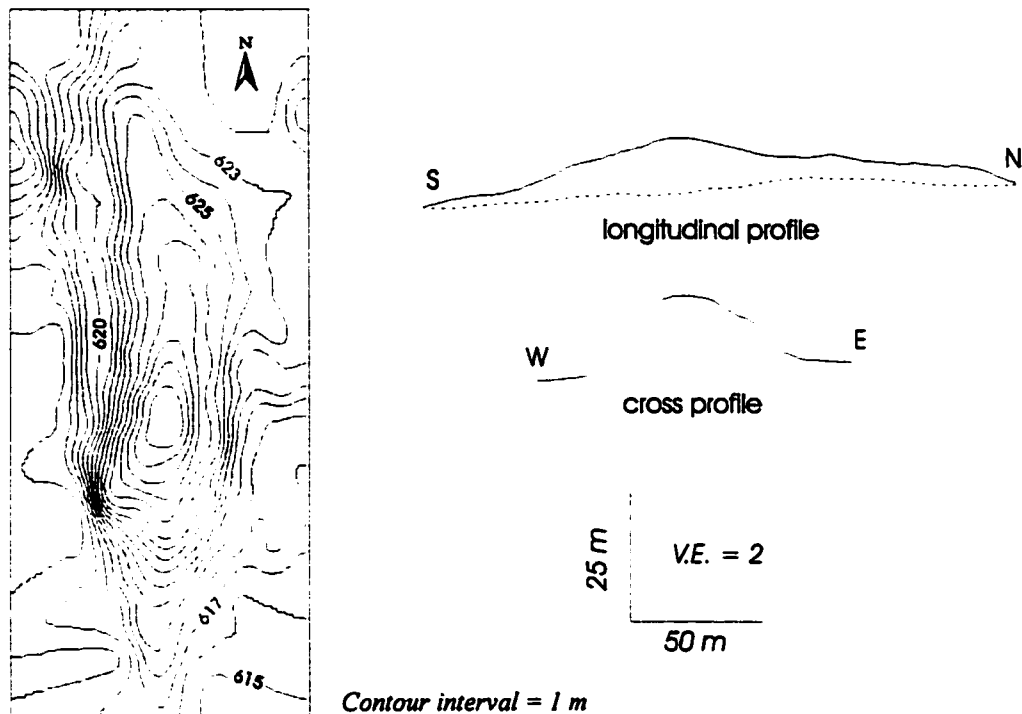 N
623
625
620
617
615
S
N
longitudinal profile
W
E
cross profile
25 m
V.E. = 2
50 m
Contour interval = 1 m